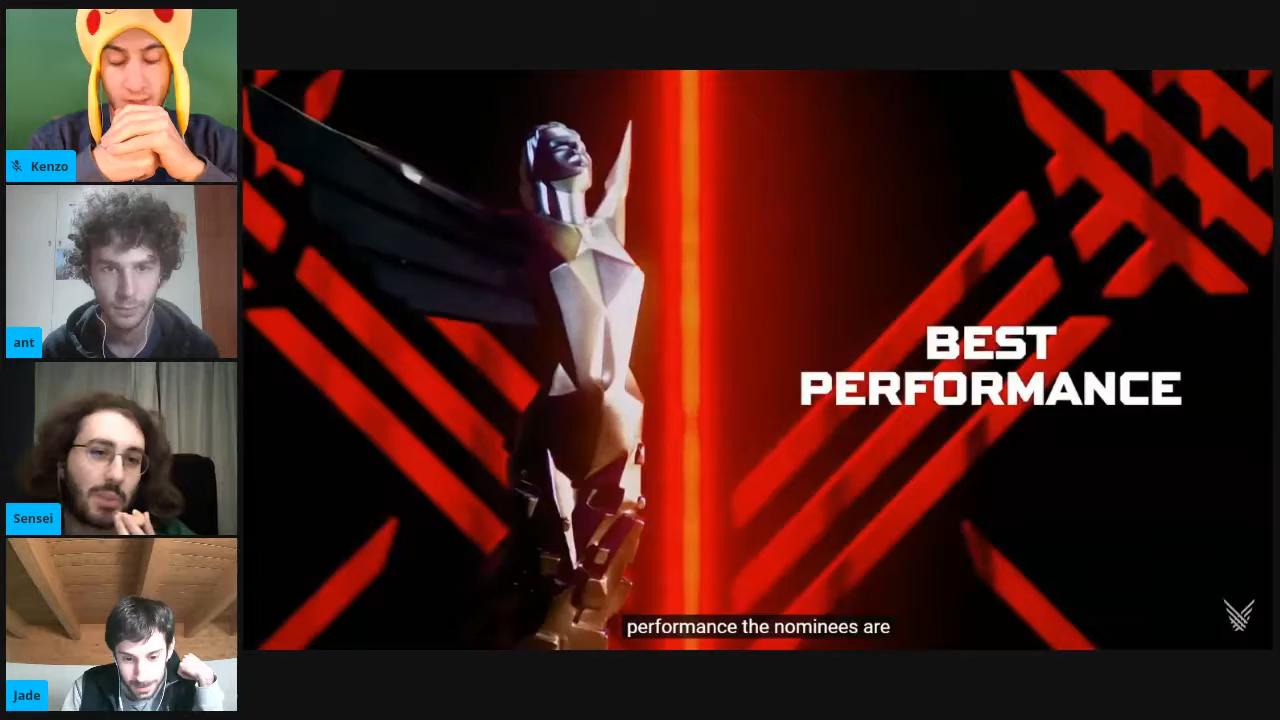 Kenzo
ant
Sensei
Jade
BEST
PERFORMANCE
performance the nominees are